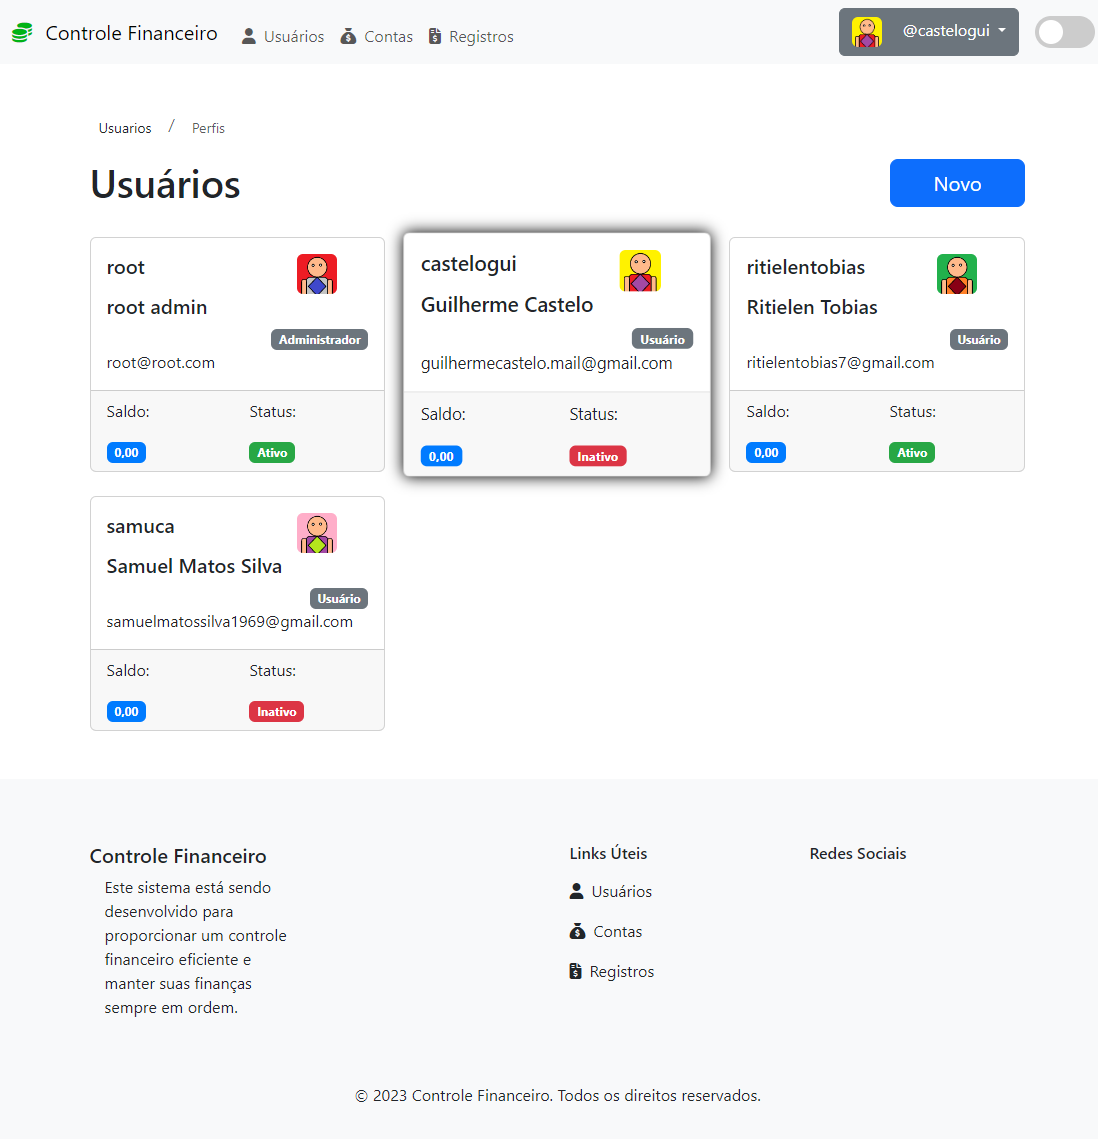 Controle Financeiro Usuários Contas Registros @castelogui
Usuarios / Perfis
Usuários Novo
root
root admin
Administrador
root@root.com
Saldo: Status:
0,00 Ativo
castelogui
Guilherme Castelo
Usuário
guilhermecastelo.mail@gmail.com
Saldo: Status:
0,00 Inativo
ritielentobias
Ritielen Tobias
Usuário
ritielentobias7@gmail.com
Saldo: Status:
0,00 Ativo
samuca
Samuel Matos Silva
Usuário
samuelmatossilva1969@gmail.com
Saldo: Status:
0,00 Inativo
Controle Financeiro
Este sistema está sendo
desenvolvido para
proporcionar um controle
financeiro eficiente e
manter suas finanças
sempre em ordem.
Links Úteis
Usuários
Contas
Registros
Redes Sociais
© 2023 Controle Financeiro. Todos os direitos reservados.